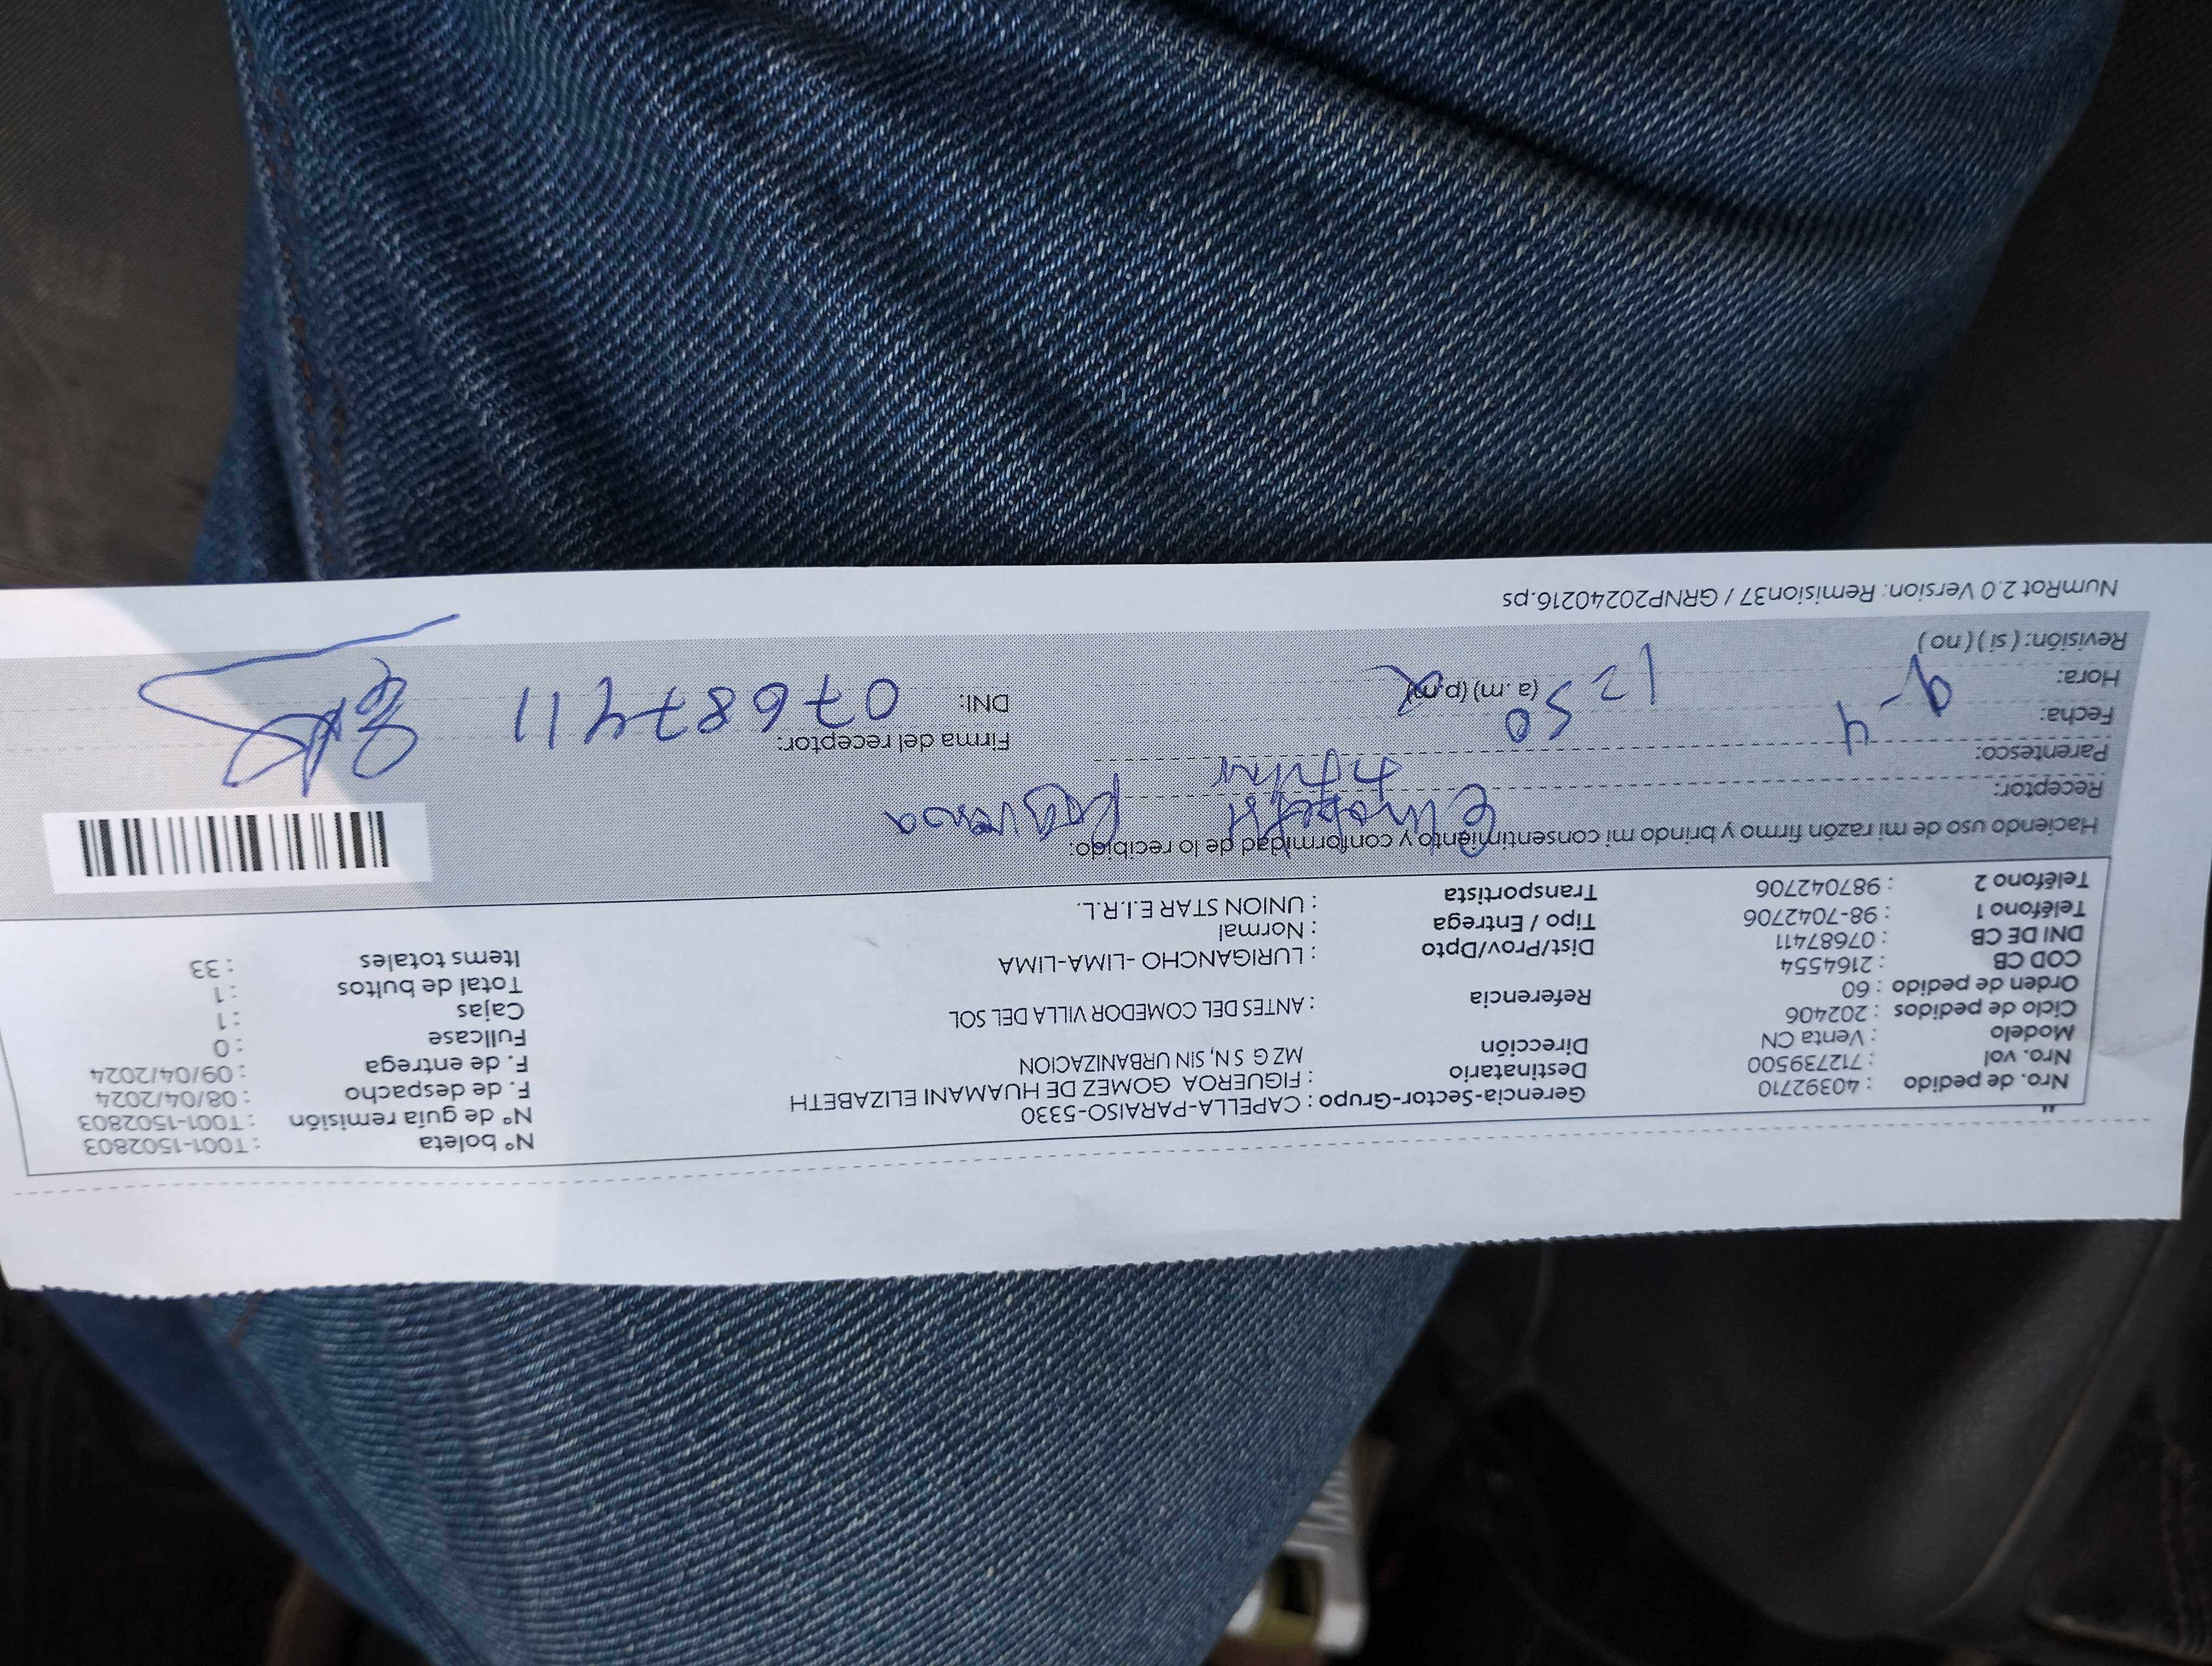 Nro. de pedido : 40392710
Nro. vol : 712739500
Modelo : Venta CN
Ciclo de pedidos : 202406
Orden de pedido : 60
COD CB : 2164554
DNI DE CB : 07687411
Teléfono 1 : 98-7042706
Teléfono 2 : 987042706
Gerencia-Sector-Grupo : CAPELLA-PARAISO-5330
Destinatario : FIGUEROA GOMEZ DE HUAMANI ELIZABETH
Dirección MZ G S N, SIN URBANIZACION
Referencia : ANTES DEL COMEDOR VILLA DEL SOL
Dist/Prov/Dpto : LURIGANCHO -LIMA-LIMA
Tipo / Entrega : Normal
Transportista : UNION STAR E.I.R.L.
N° boleta : T001-1502803
N° de guía remisión : T001-1502803
F. de despacho : 08/04/2024
F. de entrega : 09/04/2024
Fullcase : 0
Cajas : 1
Total de bultos : 1
Items totales : 33
Haciendo uso de mi razón firmo y brindo mi consentimiento y conformidad de lo recibido:
Receptor:
Parentesco:
Fecha: 9-4
Hora: 12 50 (a. m) (p.m)
Revisión: ( si ) ( no )
Firma del receptor:
DNI: 07687411
NumRot 2.0 Version: Remision37 / GRNP20240216.ps